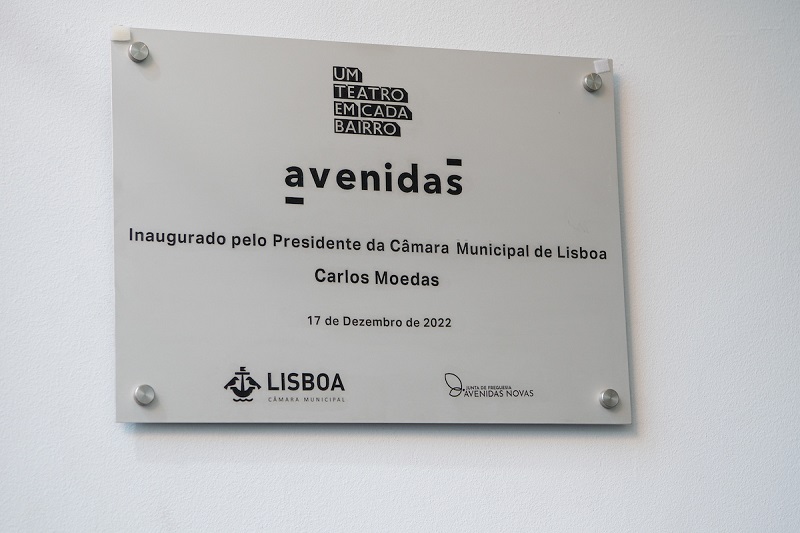 UM
TEATRO
EM CADA
BAIRRO
avenidas
Inaugurado pelo Presidente da Câmara Municipal de Lisboa
Carlos Moedas
17 de Dezembro de 2022
LISBOA
CÂMARA MUNICIPAL
JUNTA DE FREGUESIA
AVENIDAS NOVAS